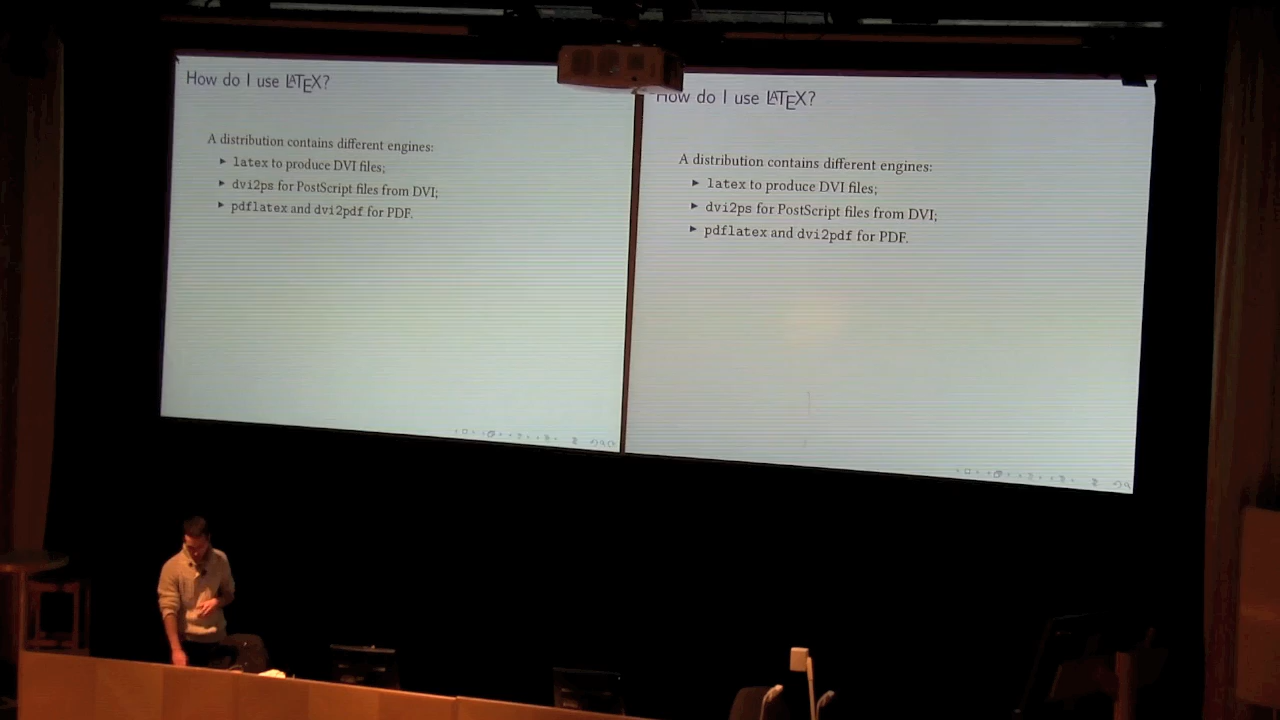 How do I use LATEX?
A distribution contains different engines:
latex to produce DVI files;
dvi2ps for PostScript files from DVI;
pdflatex and dvi2pdf for PDF.
How do I use LATEX?
A distribution contains different engines:
latex to produce DVI files;
dvi2ps for PostScript files from DVI;
pdflatex and dvi2pdf for PDF.